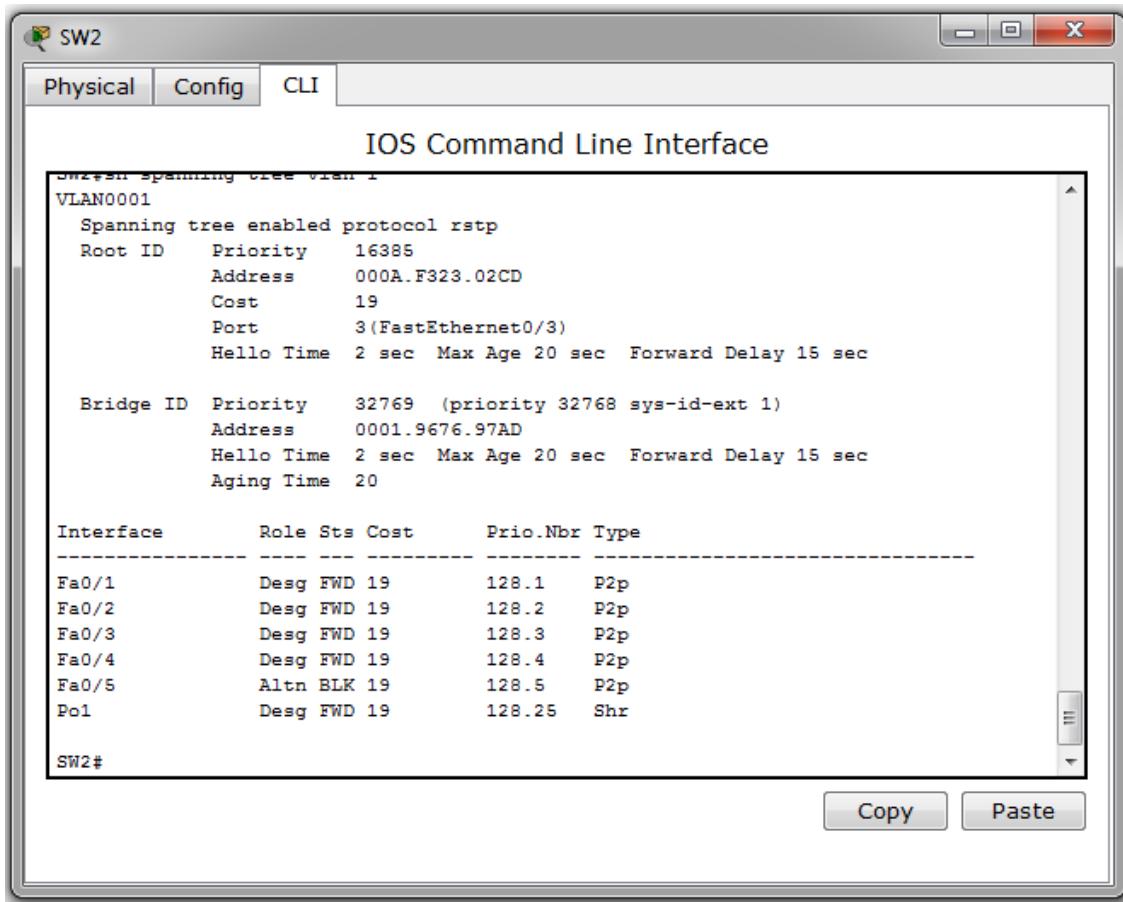 SW2
Physical Config CLI
IOS Command Line Interface
SW2#sh spanning tree vlan 1
VLAN0001
Spanning tree enabled protocol rstp
Root ID Priority 16385
Address 000A.F323.02CD
Cost 19
Port 3(FastEthernet0/3)
Hello Time 2 sec Max Age 20 sec Forward Delay 15 sec
Bridge ID Priority 32769 (priority 32768 sys-id-ext 1)
Address 0001.9676.97AD
Hello Time 2 sec Max Age 20 sec Forward Delay 15 sec
Aging Time 20
Interface Role Sts Cost Prio.Nbr Type
---------------- ---- --- --------- -------- --------------------------------
Fa0/1 Desg FWD 19 128.1 P2p
Fa0/2 Desg FWD 19 128.2 P2p
Fa0/3 Desg FWD 19 128.3 P2p
Fa0/4 Desg FWD 19 128.4 P2p
Fa0/5 Altn BLK 19 128.5 P2p
Po1 Desg FWD 19 128.25 Shr
SW2#
Copy Paste